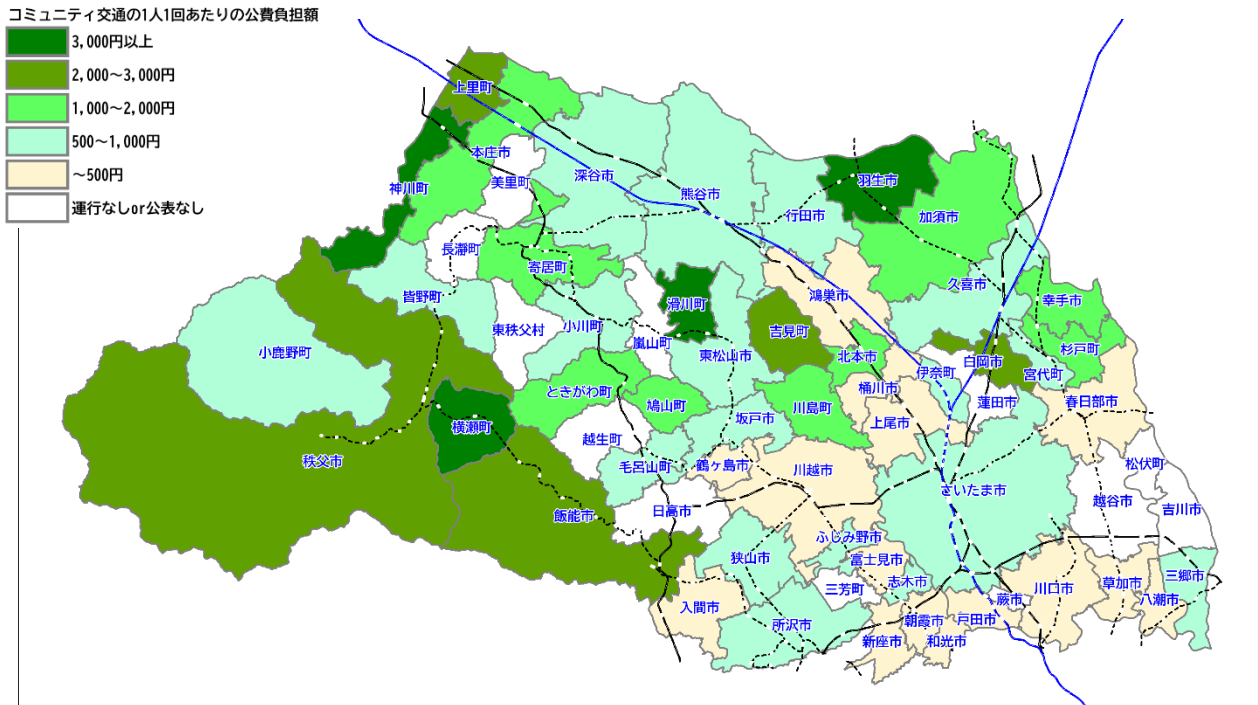 コミュニティ交通の1人1回あたりの公費負担額
3,000円以上
2,000～3,000円
1,000～2,000円
500～1,000円
～500円
運行なしor公表なし
上里町
本庄市
美里町
神川町
深谷市
熊谷市
羽生市
行田市
加須市
長瀞町
寄居町
皆野町
滑川町
鴻巣市
久喜市
幸手市
小鹿野町
東秩父村
小川町
嵐山町
吉見町
東松山市
北本市
伊奈町
白岡市
宮代町
杉戸町
ときがわ町
鳩山町
川島町
桶川市
蓮田市
春日部市
横瀬町
越生町
坂戸市
上尾市
秩父市
毛呂山町
鶴ヶ島市
川越市
さいたま市
松伏町
越谷市
吉川市
飯能市
日高市
ふじみ野市
狭山市
富士見市
三芳町
志木市
三郷市
川口市
草加市
八潮市
蕨市
入間市
所沢市
朝霞市
戸田市
新座市
和光市